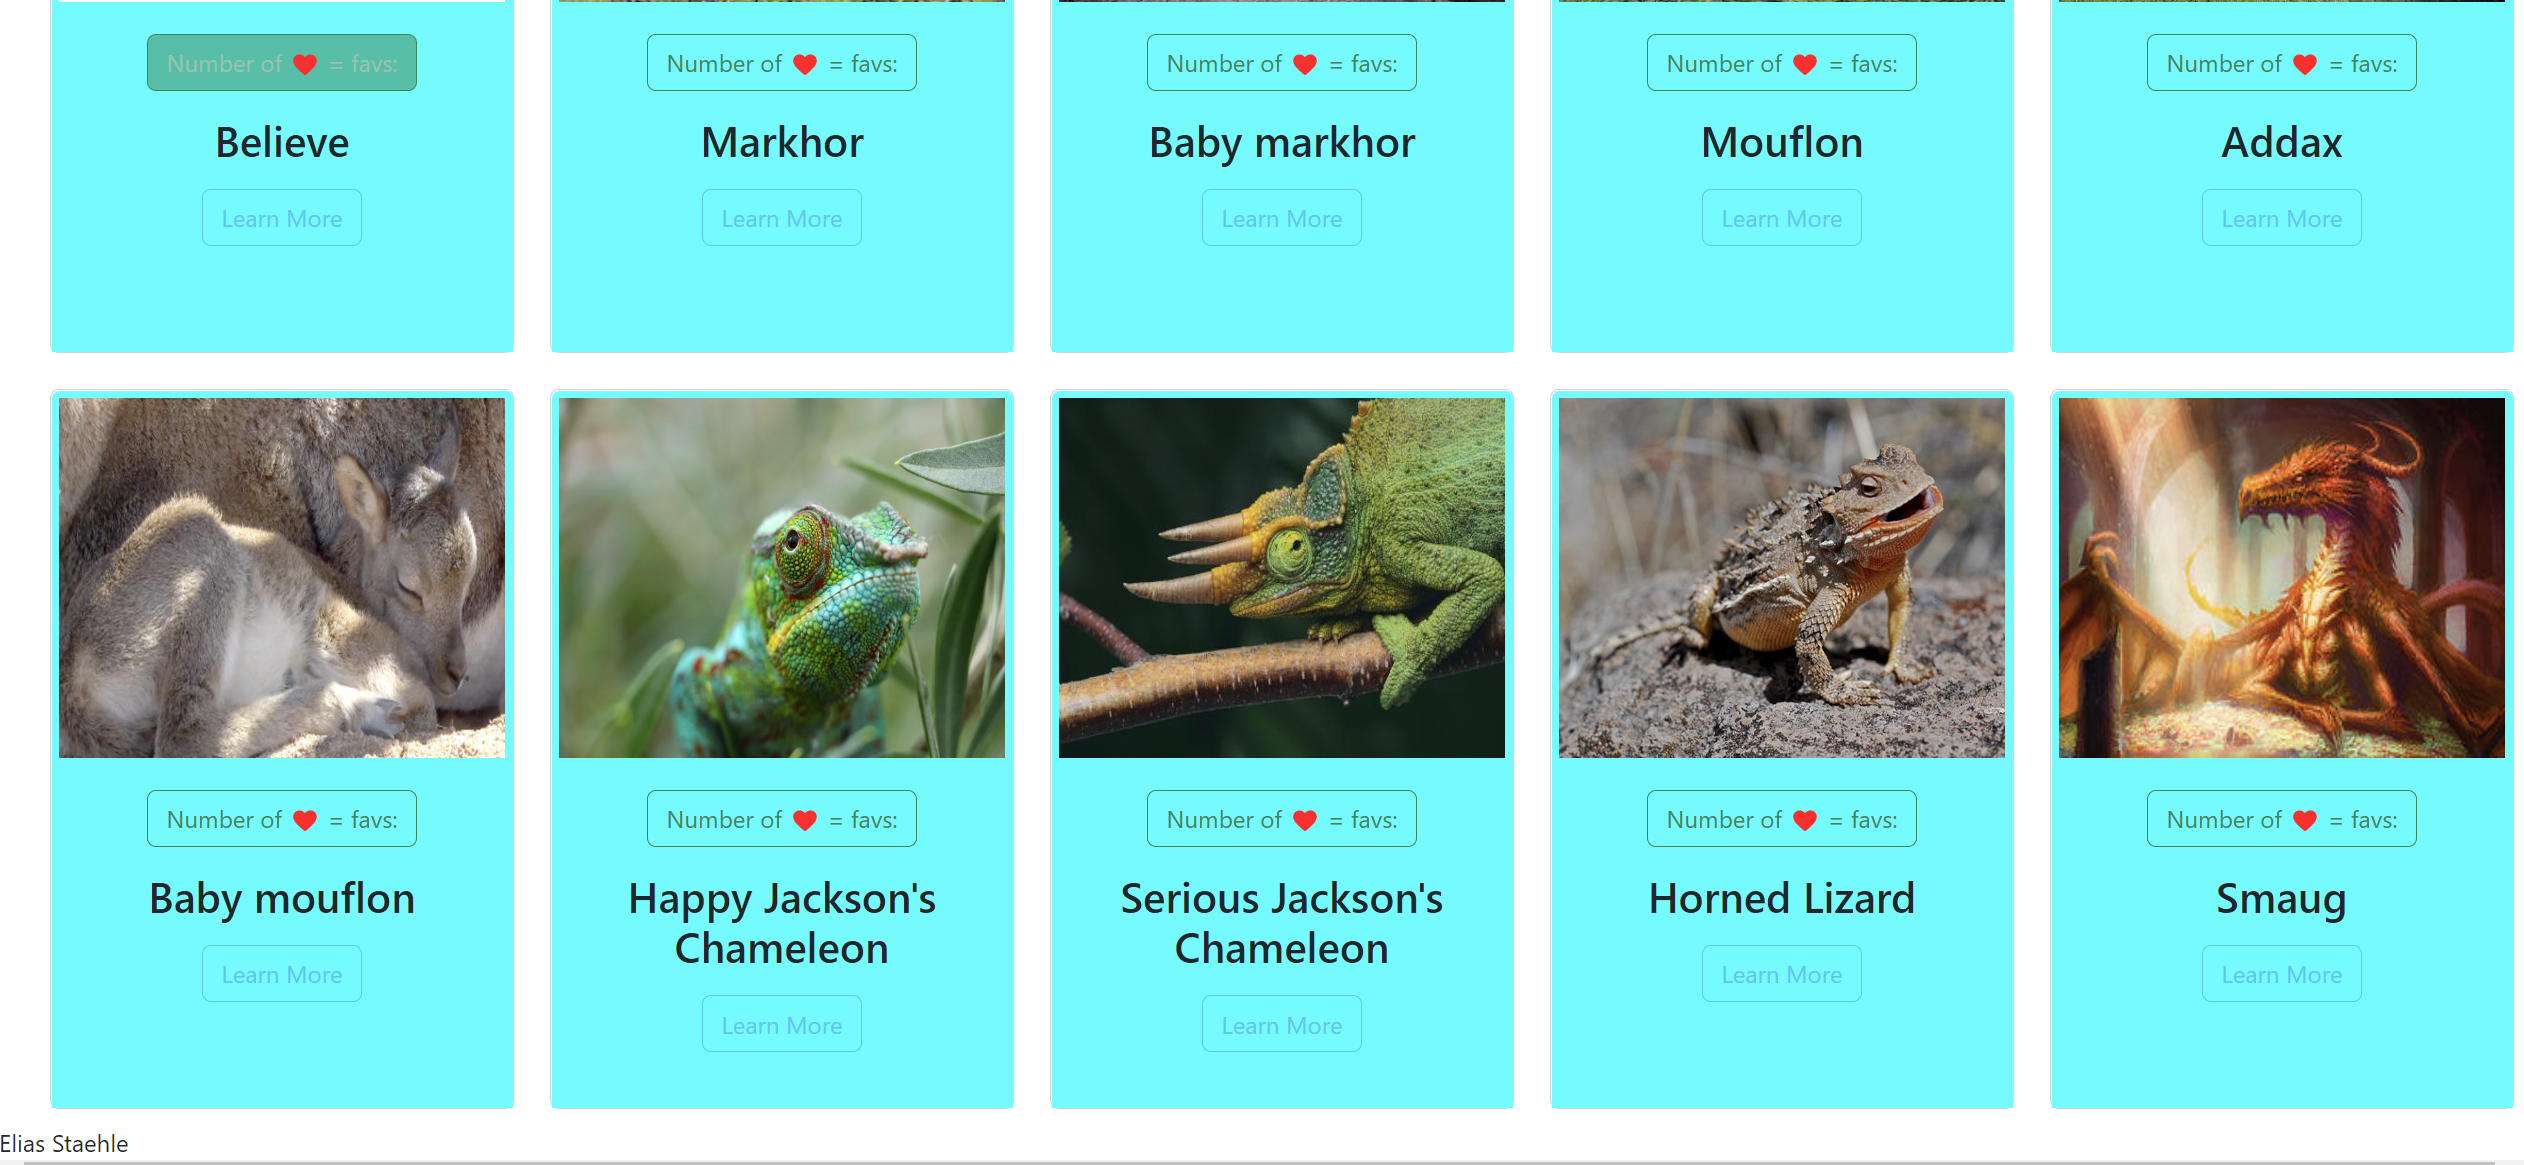 Number of ❤ = favs:
Number of ❤ = favs:
Number of ❤ = favs:
Number of ❤ = favs:
Number of ❤ = favs:
Believe
Markhor
Baby markhor
Mouflon
Addax
Learn More
Learn More
Learn More
Learn More
Learn More
Number of ❤ = favs:
Number of ❤ = favs:
Number of ❤ = favs:
Number of ❤ = favs:
Number of ❤ = favs:
Baby mouflon
Happy Jackson's
Chameleon
Serious Jackson's
Chameleon
Horned Lizard
Smaug
Learn More
Learn More
Learn More
Learn More
Learn More
Elias Staehle